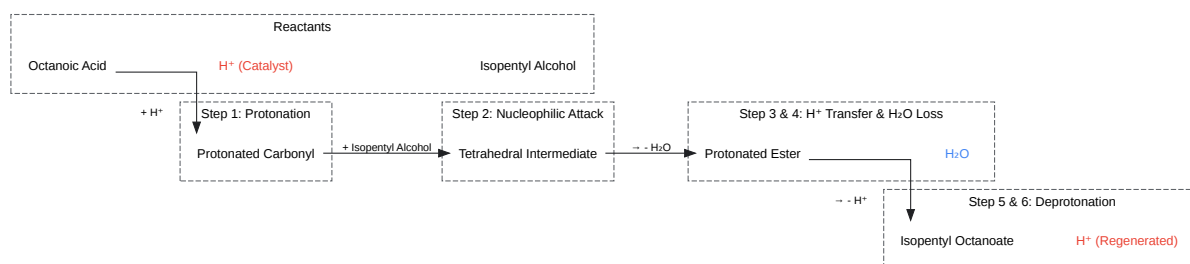 Reactants
Octanoic Acid
H⁺ (Catalyst)
Isopentyl Alcohol
+ H⁺
Step 1: Protonation
Protonated Carbonyl
+ Isopentyl Alcohol
Step 2: Nucleophilic Attack
Tetrahedral Intermediate
→ - H₂O
Step 3 & 4: H⁺ Transfer & H₂O Loss
Protonated Ester
H₂O
→ - H⁺
Step 5 & 6: Deprotonation
Isopentyl Octanoate
H⁺ (Regenerated)